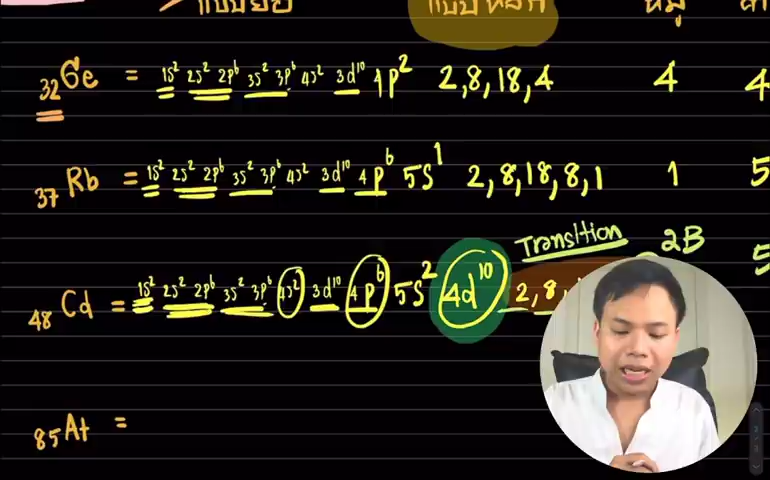 แบบย่อ แบบหลัก หมู่
32Ge = 1s² 2s² 2p⁶ 3s² 3p⁶ 4s² 3d¹⁰ 4p² 2,8,18,4 4 4
37Rb = 1s² 2s² 2p⁶ 3s² 3p⁶ 4s² 3d¹⁰ 4p⁶ 5s¹ 2,8,18,8,1 1 5
Transition 2B 5
48Cd = 1s² 2s² 2p⁶ 3s² 3p⁶ 4s² 3d¹⁰ 4p⁶ 5s² 4d¹⁰ 2,8,
85At =